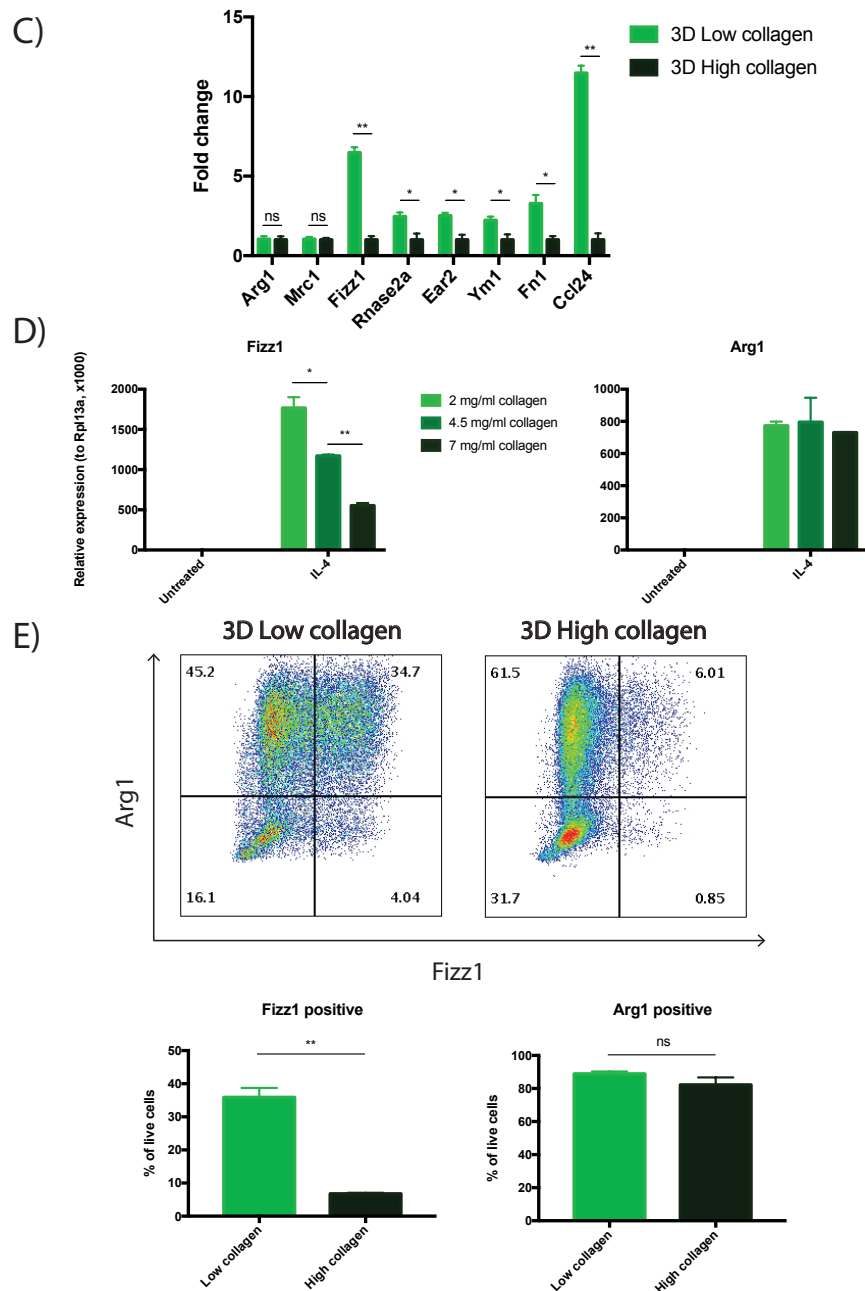 C)
15
10
5
0
Fold change
3D Low collagen
3D High collagen
ns
ns
**
*
*
*
*
**
Arg1
Mrc1
Fizz1
Rnase2a
Ear2
Ym1
Fn1
Ccl24
D)
Fizz1
Relative expression (to Rpl13a, x1000)
2000
1500
1000
500
0
*
**
Untreated
IL-4
2 mg/ml collagen
4.5 mg/ml collagen
7 mg/ml collagen
Arg1
1000
800
600
400
200
0
Untreated
IL-4
E)
3D Low collagen
3D High collagen
45.2
34.7
16.1
4.04
61.5
6.01
31.7
0.85
Arg1
Fizz1
Fizz1 positive
% of live cells
50
40
30
20
10
0
**
Low collagen
High collagen
Arg1 positive
% of live cells
100
80
60
40
20
0
ns
Low collagen
High collagen